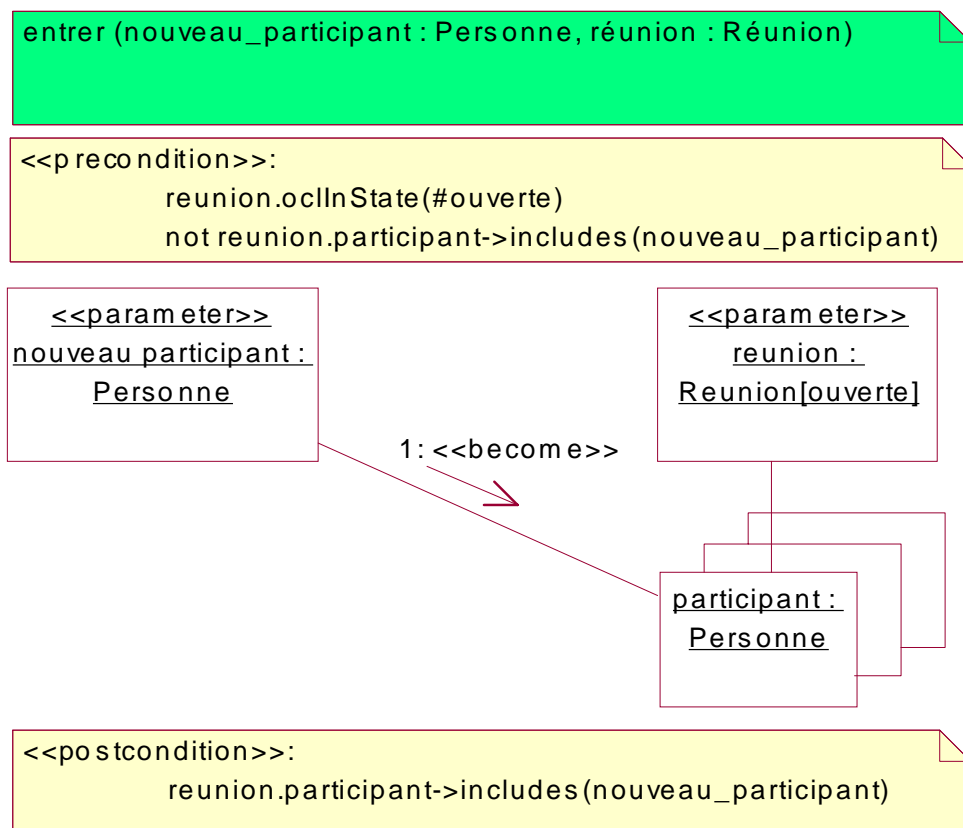 entrer (nouveau_participant : Personne, réunion : Réunion)
<<precondition>>:
reunion.oclInState(#ouverte)
not reunion.participant->includes(nouveau_participant)
<<parameter>>
nouveau participant :
Personne
<<parameter>>
reunion :
Reunion[ouverte]
1: <<become>>
participant :
Personne
<<postcondition>>:
reunion.participant->includes(nouveau_participant)